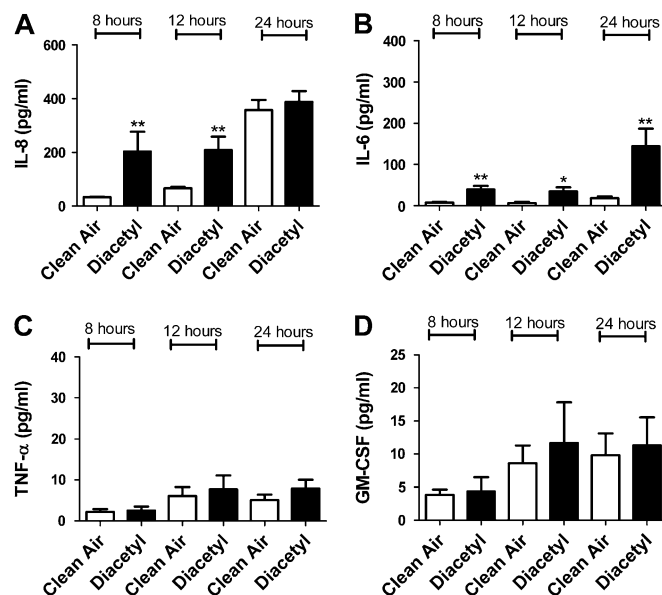 A
8 hours 12 hours 24 hours
IL-8 (pg/ml)
600
400
200
0
** **
Clean Air Diacetyl Clean Air Diacetyl Clean Air Diacetyl
B
8 hours 12 hours 24 hours
IL-6 (pg/ml)
400
300
200
100
0
** * **
Clean Air Diacetyl Clean Air Diacetyl Clean Air Diacetyl
C
8 hours 12 hours 24 hours
TNF-α (pg/ml)
40
30
20
10
0
Clean Air Diacetyl Clean Air Diacetyl Clean Air Diacetyl
D
8 hours 12 hours 24 hours
GM-CSF (pg/ml)
25
20
15
10
5
0
Clean Air Diacetyl Clean Air Diacetyl Clean Air Diacetyl